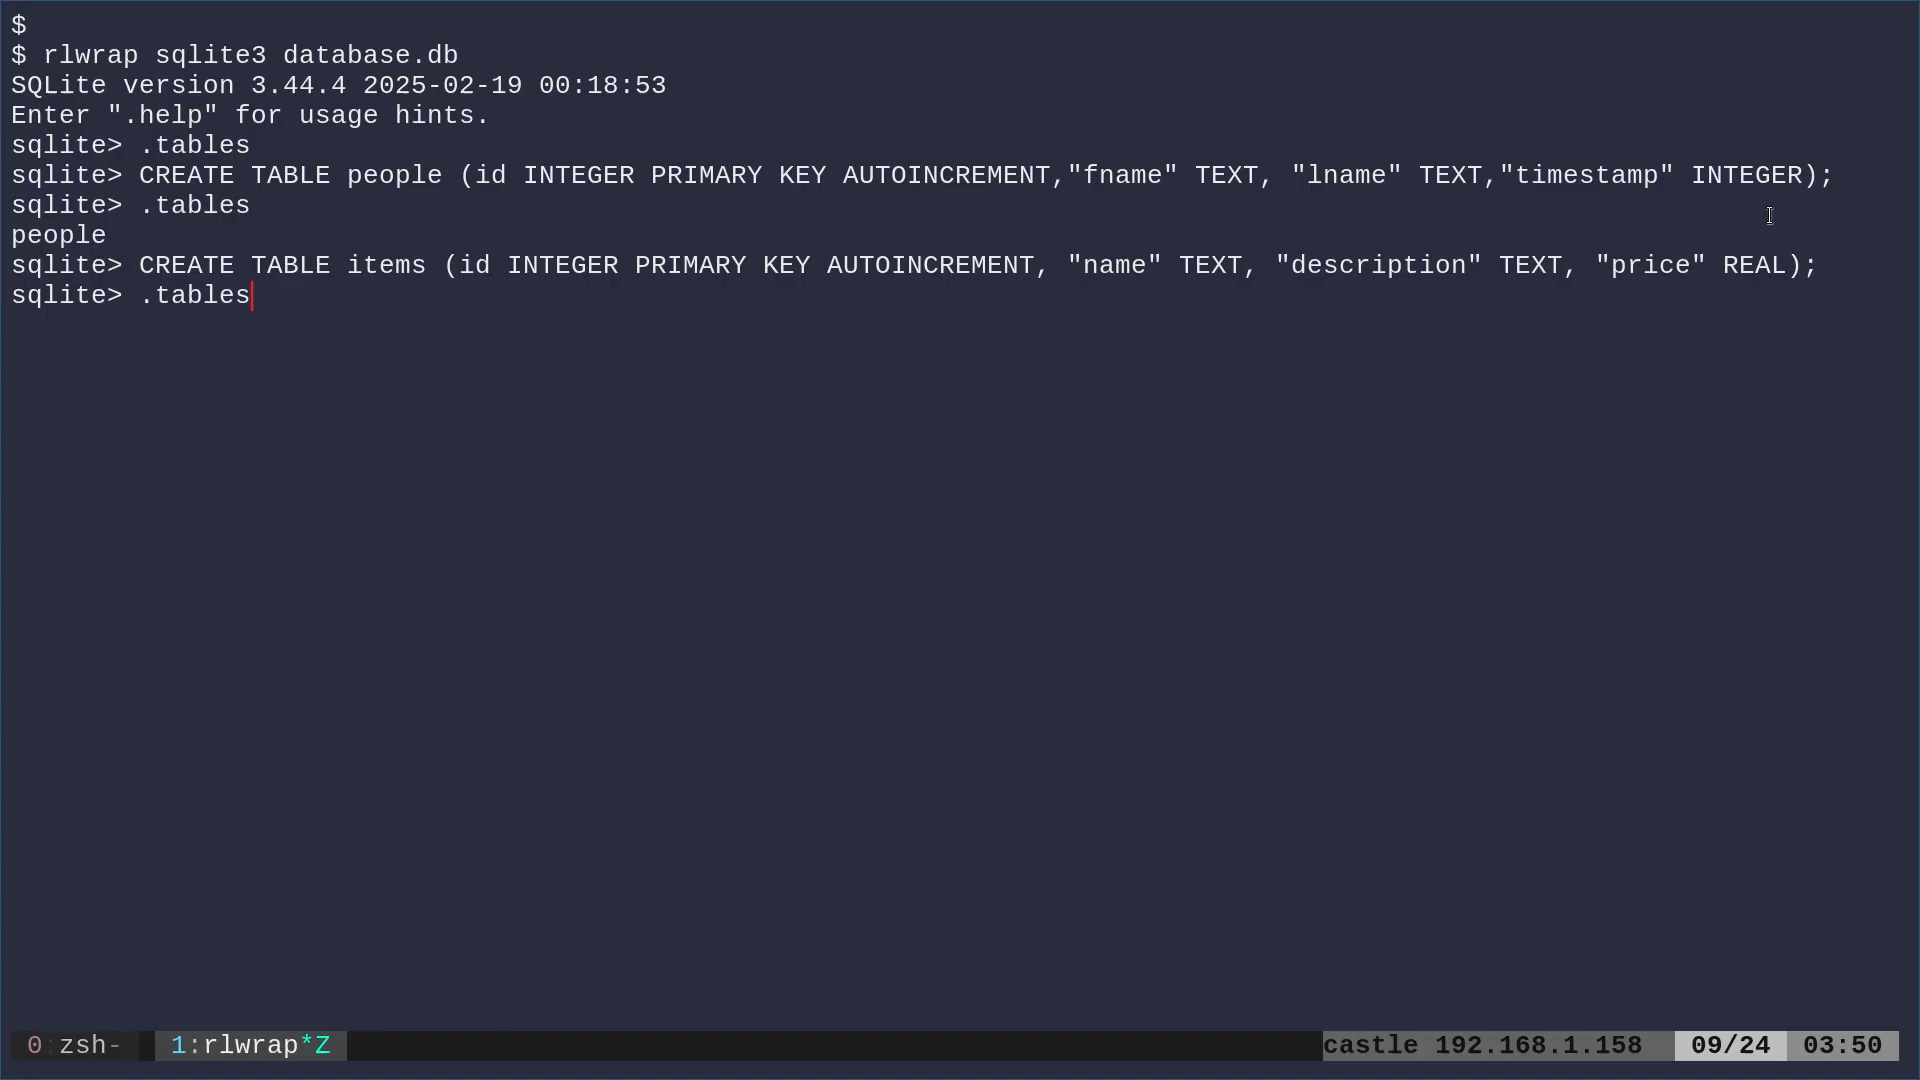 $
$ rlwrap sqlite3 database.db
SQLite version 3.44.4 2025-02-19 00:18:53
Enter ".help" for usage hints.
sqlite> .tables
sqlite> CREATE TABLE people (id INTEGER PRIMARY KEY AUTOINCREMENT,"fname" TEXT, "lname" TEXT,"timestamp" INTEGER);
sqlite> .tables
people
sqlite> CREATE TABLE items (id INTEGER PRIMARY KEY AUTOINCREMENT, "name" TEXT, "description" TEXT, "price" REAL);
sqlite> .tables
0:zsh- 1:rlwrap*Z castle 192.168.1.158 09/24 03:50